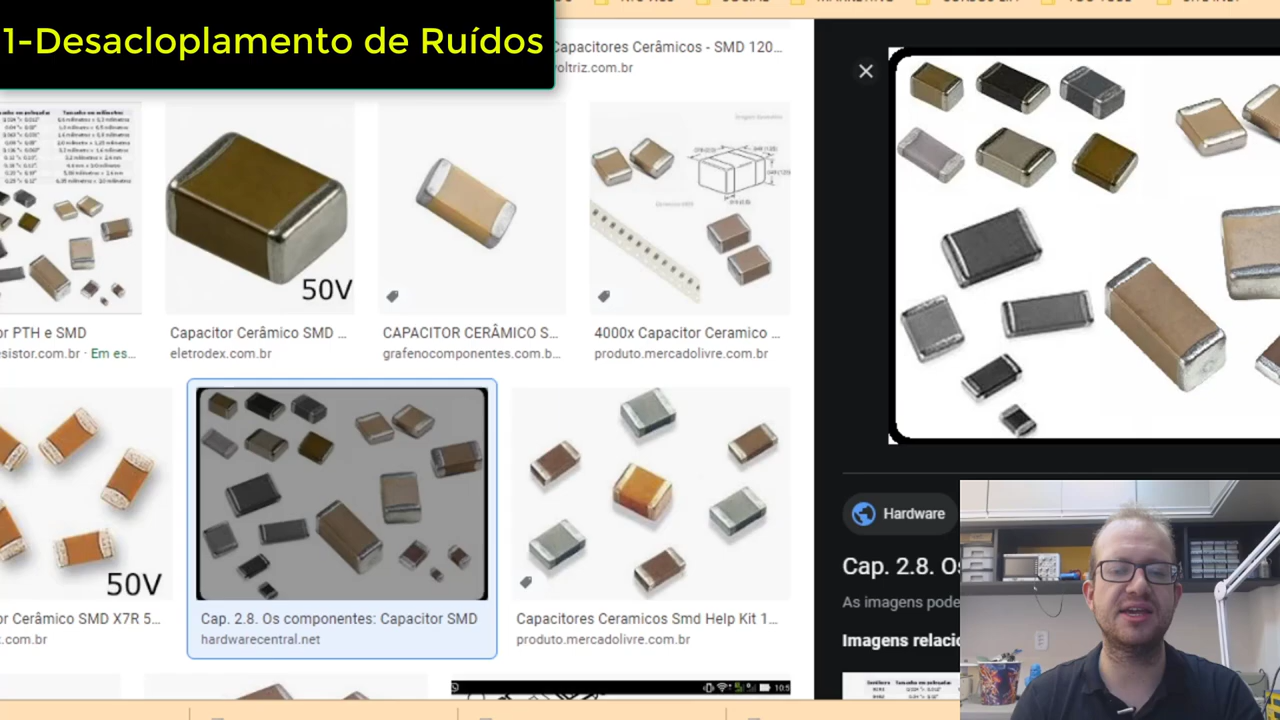 1-Desacloplamento de Ruídos
Capacitores Cerâmicos - SMD 120...
voltriz.com.br
50V
or PTH e SMD
esistor.com.br · Em es...
Capacitor Cerâmico SMD ...
eletrodex.com.br
CAPACITOR CERÂMICO S...
grafenocomponentes.com.b...
4000x Capacitor Ceramico ...
produto.mercadolivre.com.br
50V
or Cerâmico SMD X7R 5...
.com.br
Cap. 2.8. Os componentes: Capacitor SMD
hardwarecentral.net
Capacitores Ceramicos Smd Help Kit 1...
produto.mercadolivre.com.br
Hardware
Cap. 2.8. Os
As imagens pode
Imagens relacio